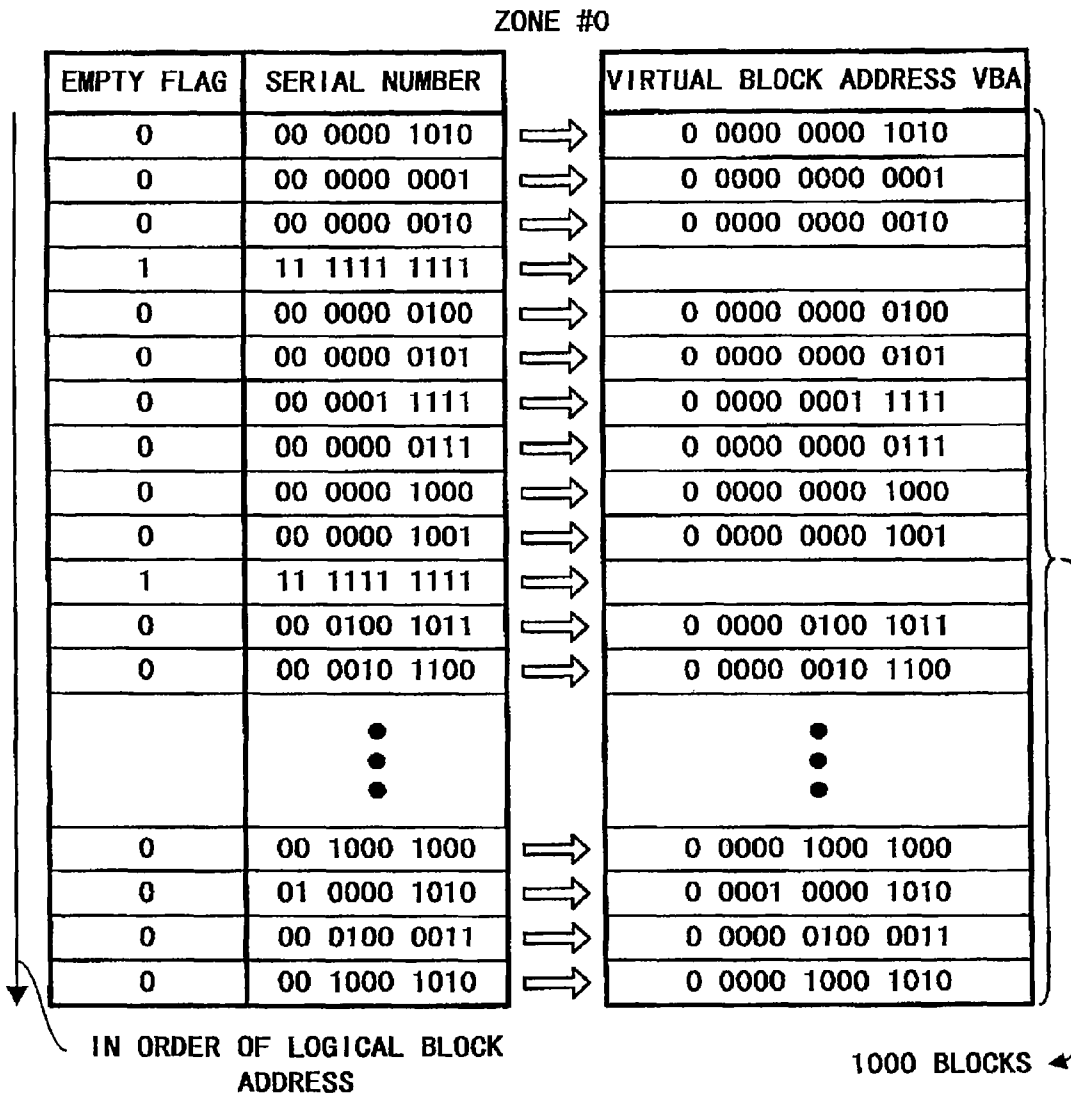 ZONE #0
EMPTY FLAG SERIAL NUMBER VIRTUAL BLOCK ADDRESS VBA
0 00 0000 1010 0 0000 0000 1010
0 00 0000 0001 0 0000 0000 0001
0 00 0000 0010 0 0000 0000 0010
1 11 1111 1111
0 00 0000 0100 0 0000 0000 0100
0 00 0000 0101 0 0000 0000 0101
0 00 0001 1111 0 0000 0001 1111
0 00 0000 0111 0 0000 0000 0111
0 00 0000 1000 0 0000 0000 1000
0 00 0000 1001 0 0000 0000 1001
1 11 1111 1111
0 00 0100 1011 0 0000 0100 1011
0 00 0010 1100 0 0000 0010 1100
0 00 1000 1000 0 0000 1000 1000
0 01 0000 1010 0 0001 0000 1010
0 00 0100 0011 0 0000 0100 0011
0 00 1000 1010 0 0000 1000 1010
IN ORDER OF LOGICAL BLOCK
ADDRESS
1000 BLOCKS